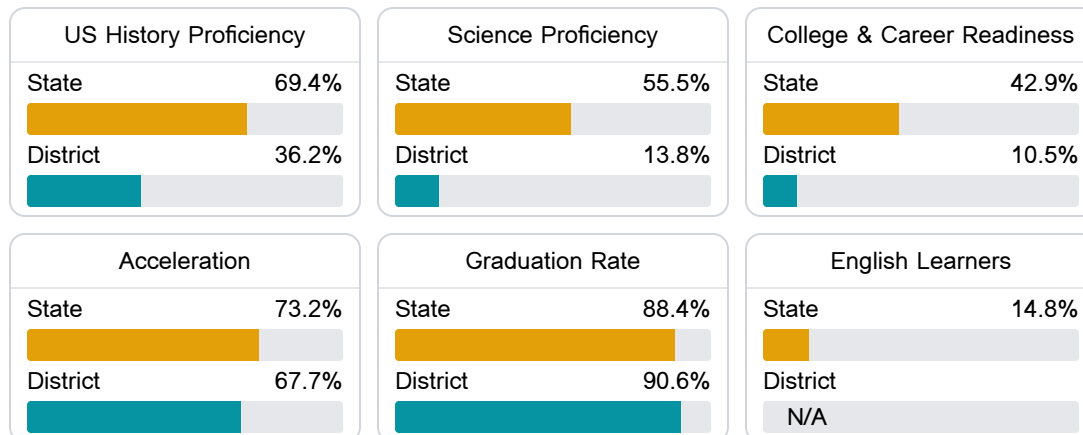 US History Proficiency
State 69.4%
District 36.2%
Science Proficiency
State 55.5%
District 13.8%
College & Career Readiness
State 42.9%
District 10.5%
Acceleration
State 73.2%
District 67.7%
Graduation Rate
State 88.4%
District 90.6%
English Learners
State 14.8%
District
N/A